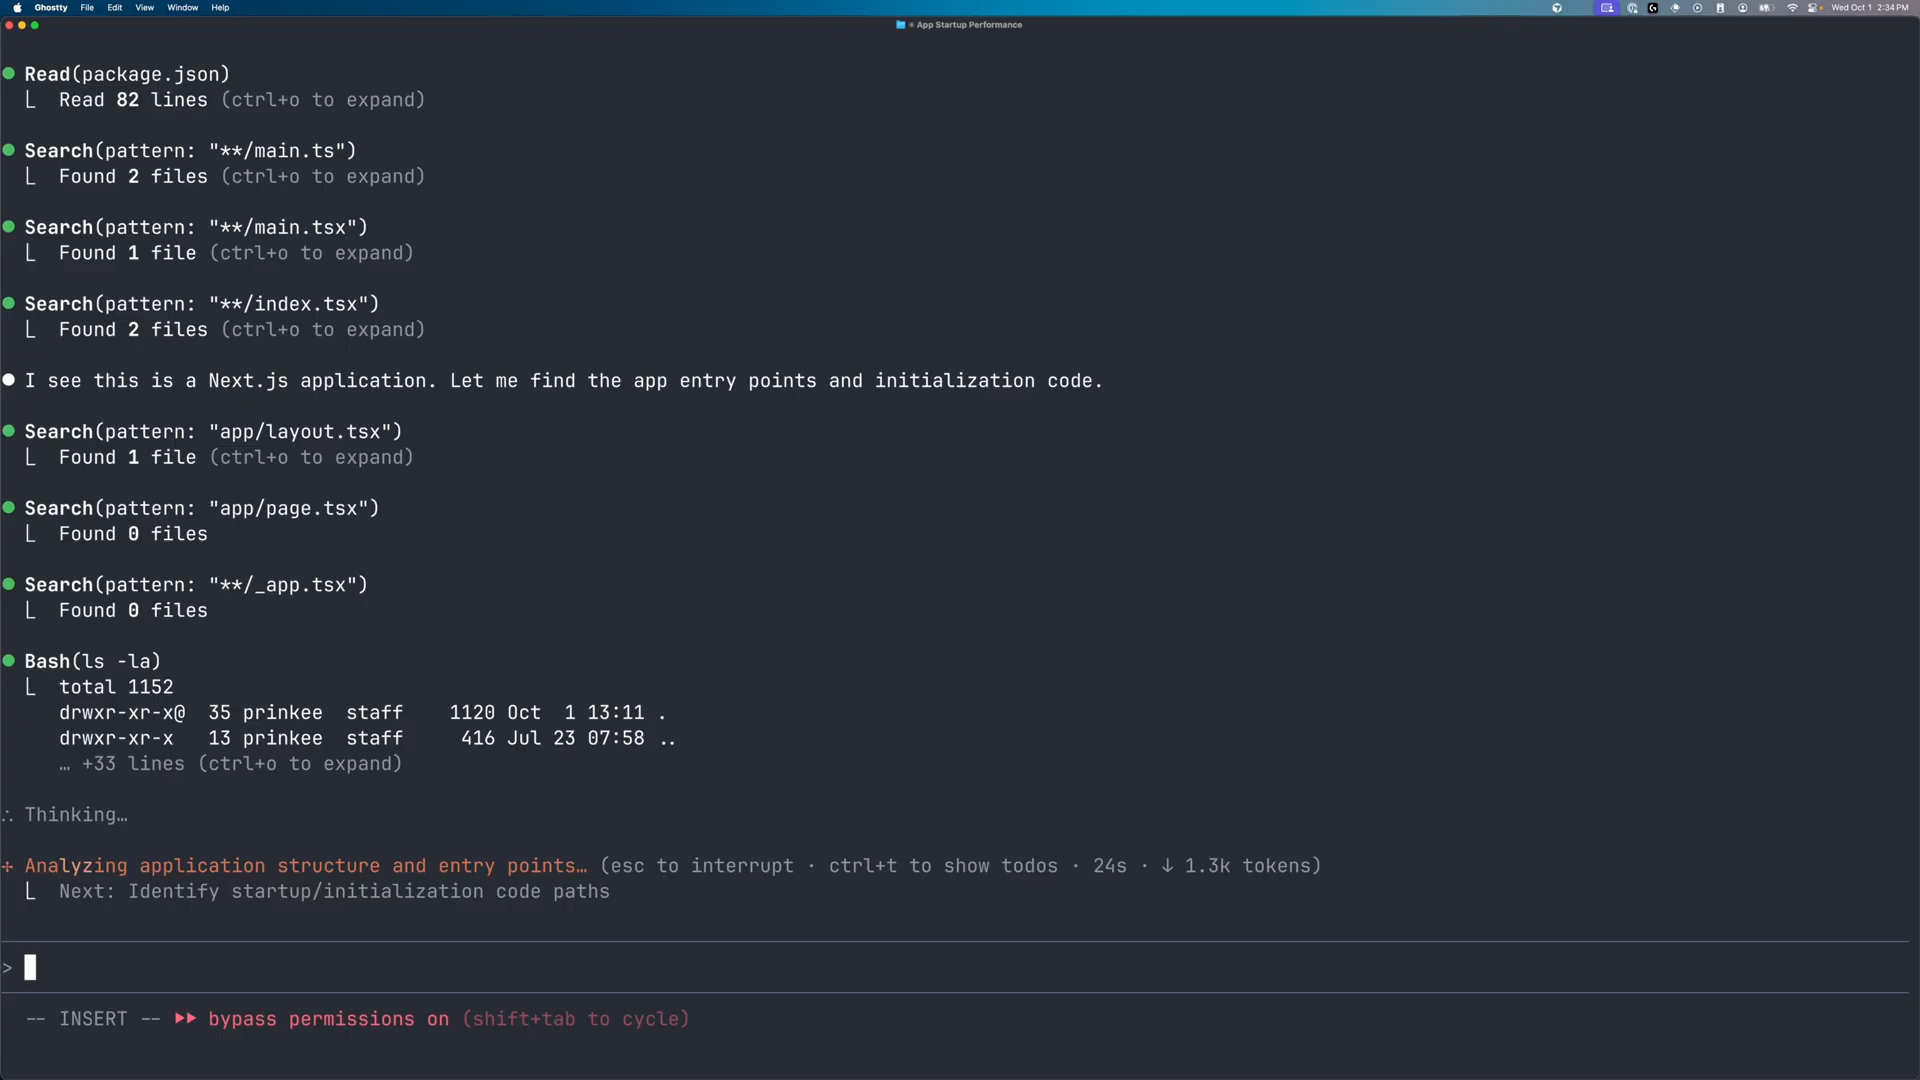 Ghostty File Edit View Window Help
Wed Oct 1 2:34 PM
App Startup Performance
Read(package.json)
Read 82 lines (ctrl+o to expand)
Search(pattern: "**/main.ts")
Found 2 files (ctrl+o to expand)
Search(pattern: "**/main.tsx")
Found 1 file (ctrl+o to expand)
Search(pattern: "**/index.tsx")
Found 2 files (ctrl+o to expand)
I see this is a Next.js application. Let me find the app entry points and initialization code.
Search(pattern: "app/layout.tsx")
Found 1 file (ctrl+o to expand)
Search(pattern: "app/page.tsx")
Found 0 files
Search(pattern: "**/_app.tsx")
Found 0 files
Bash(ls -la)
total 1152
drwxr-xr-x@ 35 prinkee staff 1120 Oct 1 13:11 .
drwxr-xr-x 13 prinkee staff 416 Jul 23 07:58 ..
… +33 lines (ctrl+o to expand)
∴ Thinking…
Analyzing application structure and entry points… (esc to interrupt · ctrl+t to show todos · 24s · ↓ 1.3k tokens)
Next: Identify startup/initialization code paths
>
-- INSERT -- ▶▶ bypass permissions on (shift+tab to cycle)